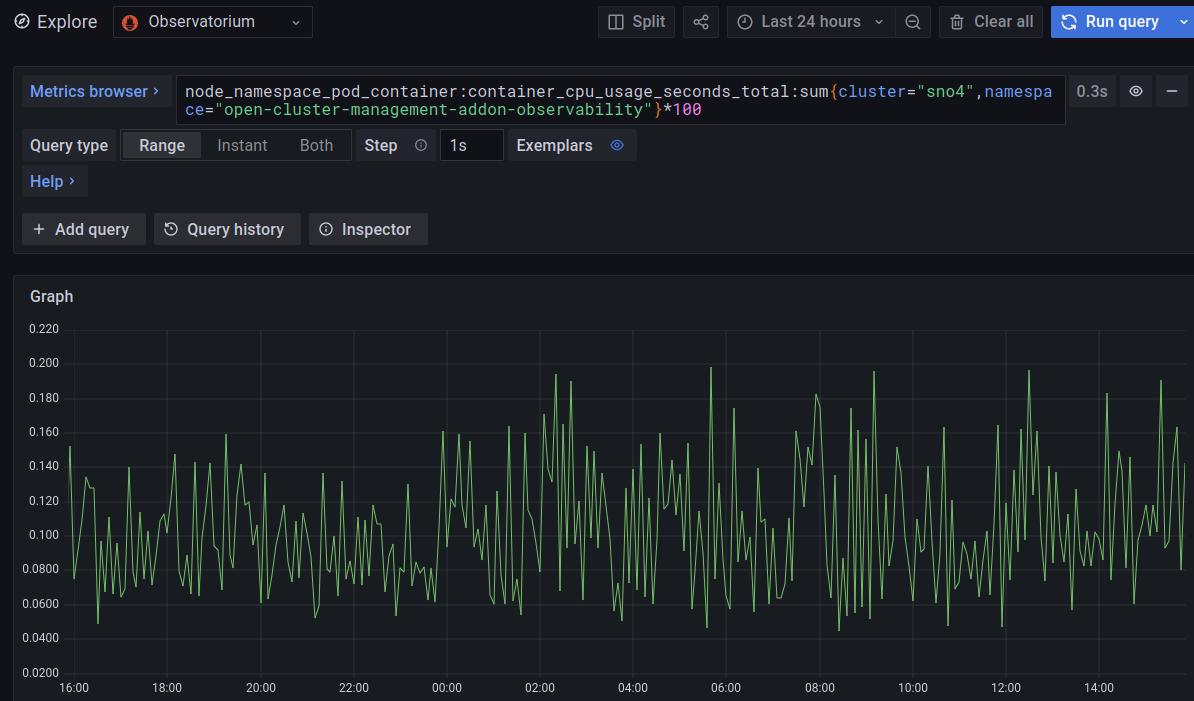 Explore Observatorium Split Last 24 hours Clear all Run query
Metrics browser > node_namespace_pod_container:container_cpu_usage_seconds_total:sum{cluster="sno4",namespa 0.3s
ce="open-cluster-management-addon-observability"}*100
Query type Range Instant Both Step 1s Exemplars
Help >
+ Add query Query history Inspector
Graph
0.220
0.200
0.180
0.160
0.140
0.120
0.100
0.0800
0.0600
0.0400
0.0200
16:00 18:00 20:00 22:00 00:00 02:00 04:00 06:00 08:00 10:00 12:00 14:00